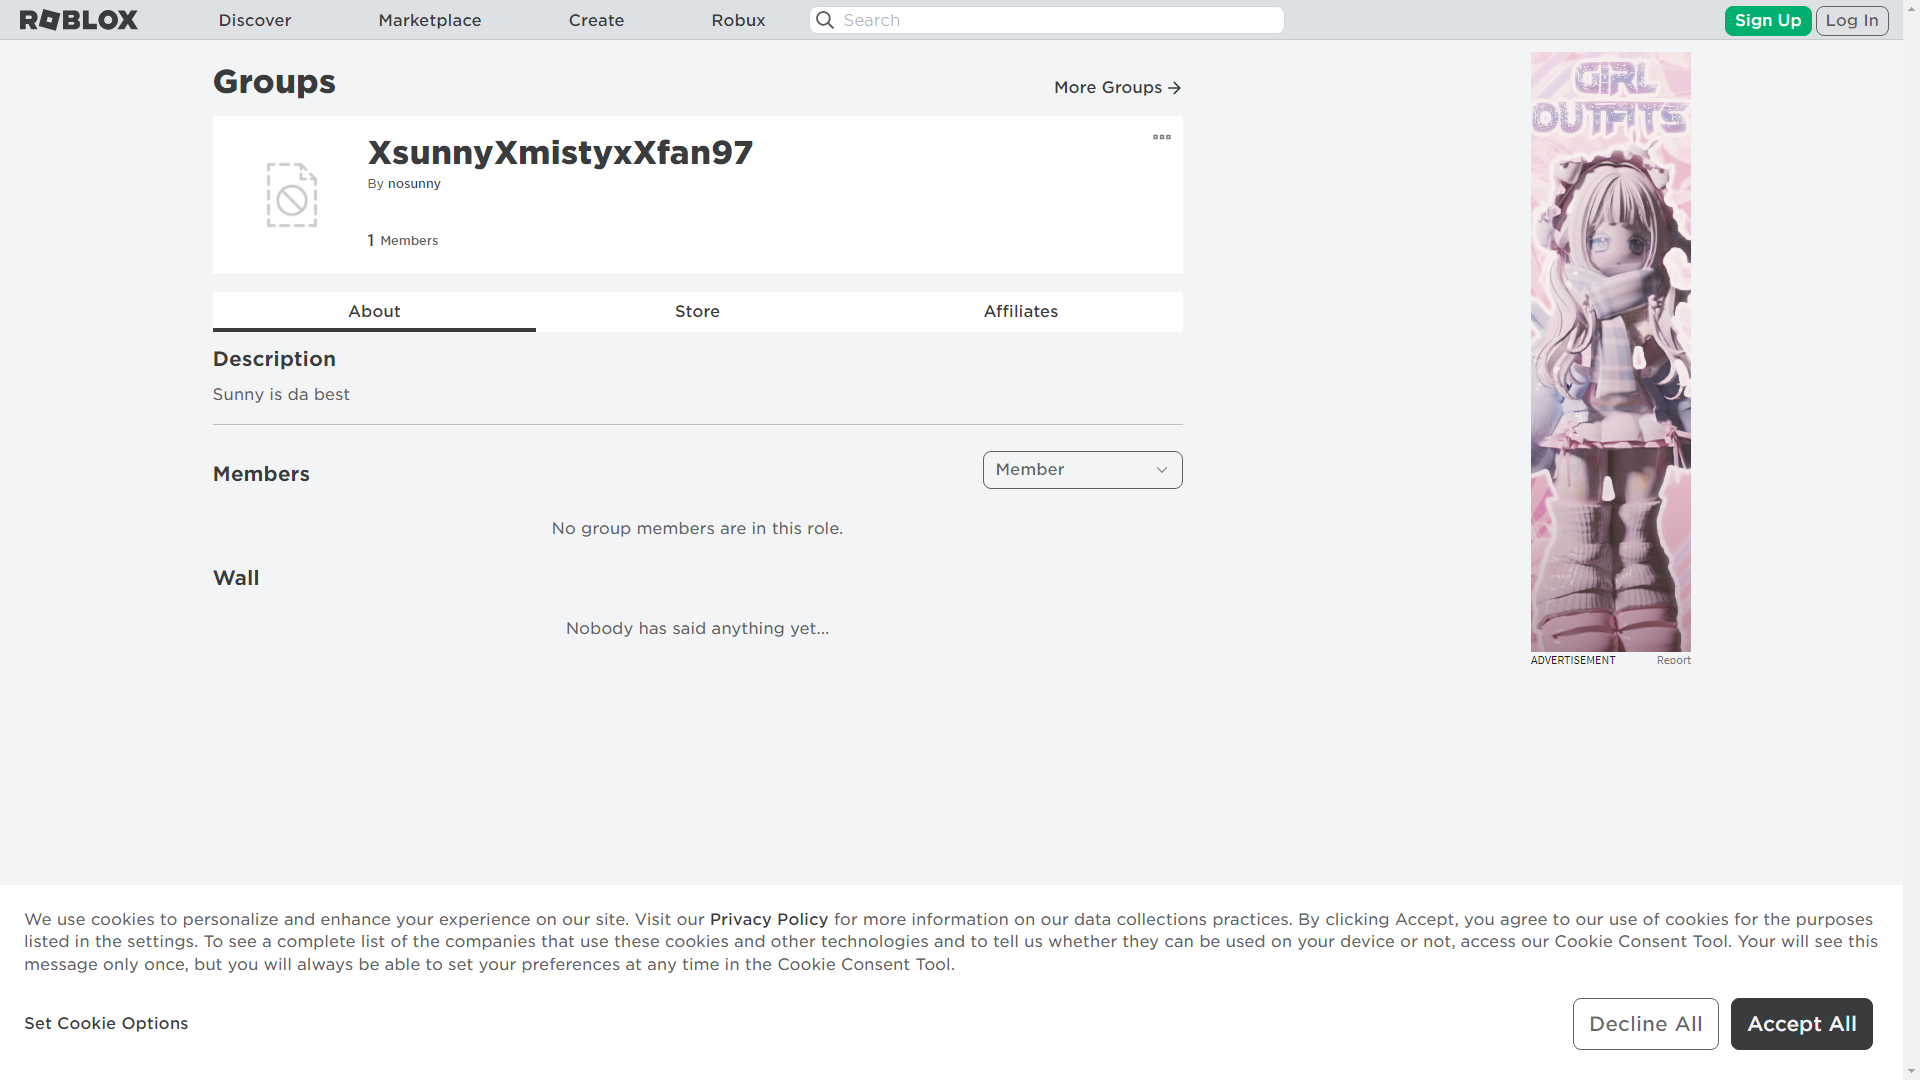 ROBLOX
Discover
Marketplace
Create
Robux
Search
Sign Up
Log In
Groups
More Groups
XsunnyXmistyxXfan97
By nosunny
1 Members
About
Store
Affiliates
Description
Sunny is da best
Members
Member
No group members are in this role.
Wall
Nobody has said anything yet...
GIRL
OUTFITS
ADVERTISEMENT
Report
We use cookies to personalize and enhance your experience on our site. Visit our Privacy Policy for more information on our data collections practices. By clicking Accept, you agree to our use of cookies for the purposes
listed in the settings. To see a complete list of the companies that use these cookies and other technologies and to tell us whether they can be used on your device or not, access our Cookie Consent Tool. Your will see this
message only once, but you will always be able to set your preferences at any time in the Cookie Consent Tool.
Set Cookie Options
Decline All
Accept All